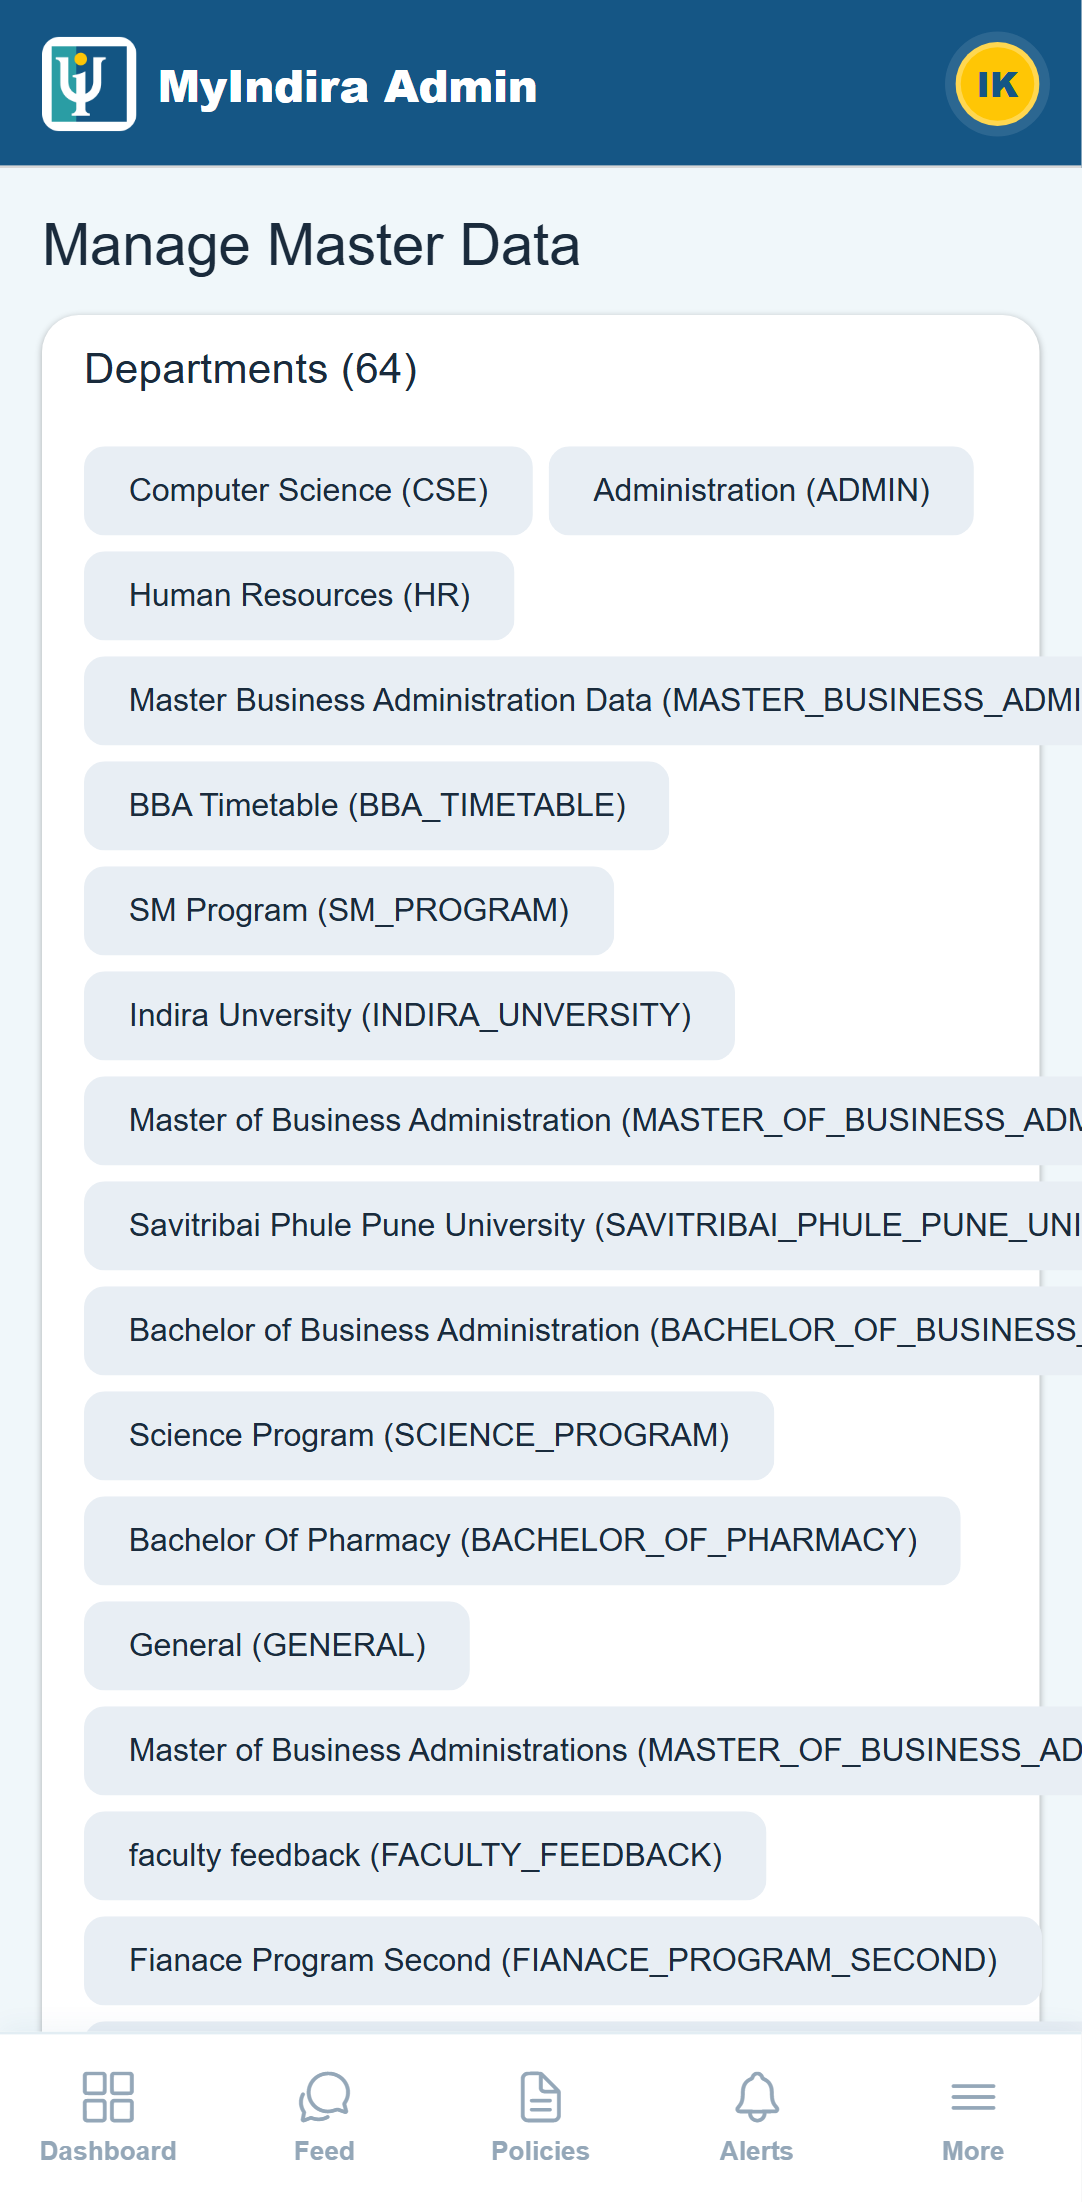 MyIndira Admin
IK
Manage Master Data
Departments (64)
Computer Science (CSE)
Administration (ADMIN)
Human Resources (HR)
Master Business Administration Data (MASTER_BUSINESS_ADMI
BBA Timetable (BBA_TIMETABLE)
SM Program (SM_PROGRAM)
Indira Unversity (INDIRA_UNVERSITY)
Master of Business Administration (MASTER_OF_BUSINESS_ADM
Savitribai Phule Pune University (SAVITRIBAI_PHULE_PUNE_UNI
Bachelor of Business Administration (BACHELOR_OF_BUSINESS_
Science Program (SCIENCE_PROGRAM)
Bachelor Of Pharmacy (BACHELOR_OF_PHARMACY)
General (GENERAL)
Master of Business Administrations (MASTER_OF_BUSINESS_AD
faculty feedback (FACULTY_FEEDBACK)
Fianace Program Second (FIANACE_PROGRAM_SECOND)
Dashboard
Feed
Policies
Alerts
More